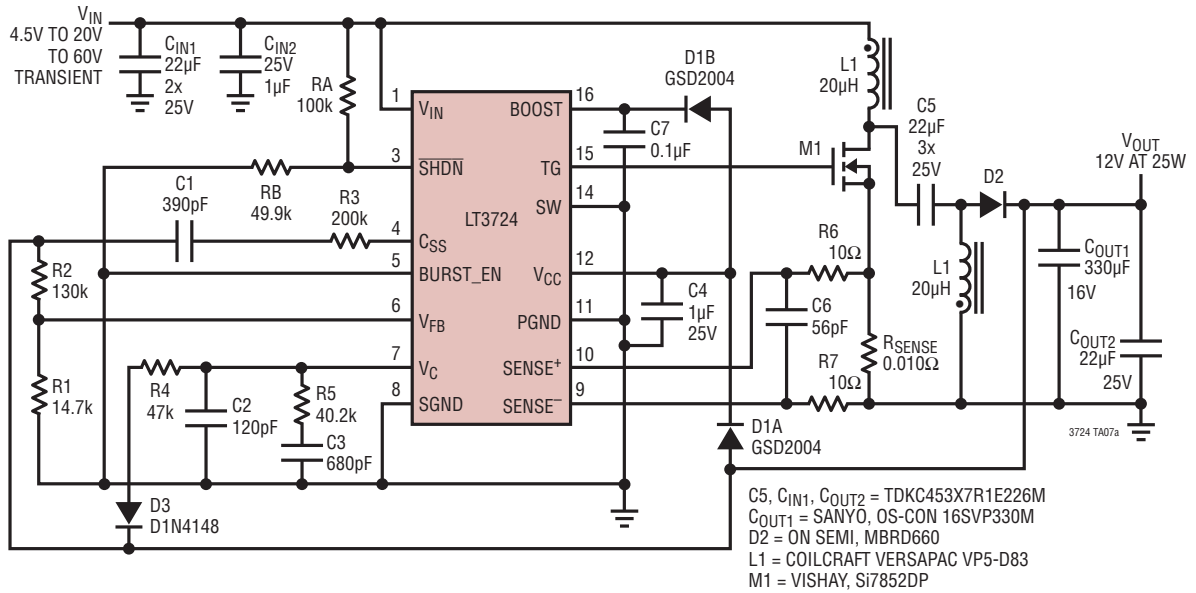 VIN
4.5V TO 20V
TO 60V
TRANSIENT
CIN1
22µF
2x
25V
CIN2
25V
1µF
RA
100k
D1B
GSD2004
L1
20µH
C5
22µF
3x
25V
VOUT
12V AT 25W
1
VIN
BOOST
16
C7
0.1µF
M1
D2
3
SHDN
TG
15
RB
49.9k
C1
390pF
R3
200k
LT3724
SW
14
4
CSS
R2
130k
5
BURST_EN
VCC
12
R6
10Ω
L1
20µH
COUT1
330µF
16V
C4
1µF
25V
C6
56pF
6
VFB
PGND
11
RSENSE
0.010Ω
COUT2
22µF
25V
R1
14.7k
R4
47k
7
VC
SENSE+
10
R7
10Ω
C2
120pF
R5
40.2k
8
SGND
SENSE–
9
C3
680pF
D1A
GSD2004
3724 TA07a
D3
D1N4148
C5, CIN1, COUT2 = TDKC453X7R1E226M
COUT1 = SANYO, OS-CON 16SVP330M
D2 = ON SEMI, MBRD660
L1 = COILCRAFT VERSAPAC VP5-D83
M1 = VISHAY, Si7852DP